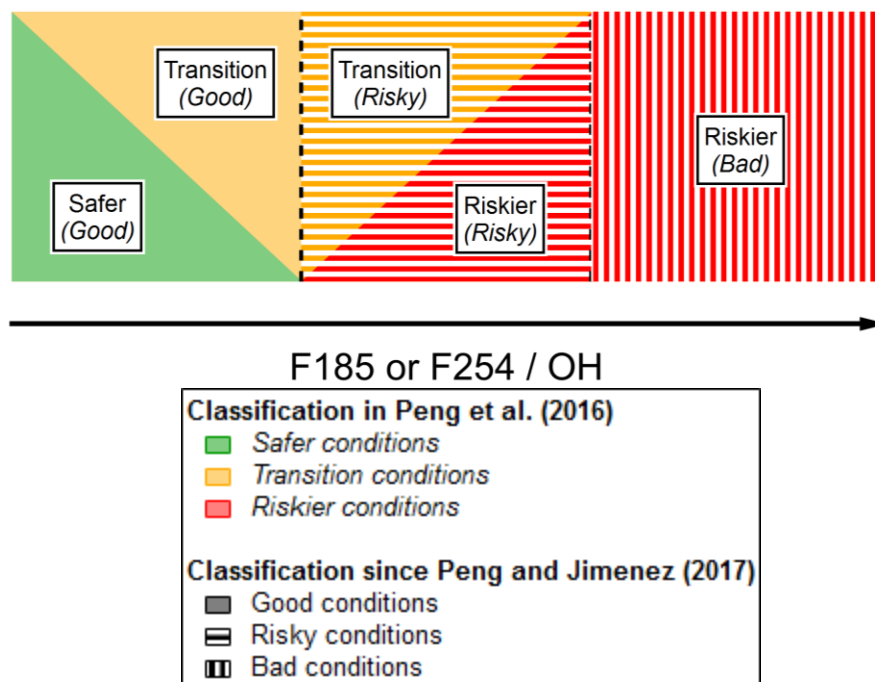 Transition
(Good)
Transition
(Risky)
Riskier
(Bad)
Safer
(Good)
Riskier
(Risky)
F185 or F254 / OH
Classification in Peng et al. (2016)
Safer conditions
Transition conditions
Riskier conditions
Classification since Peng and Jimenez (2017)
Good conditions
Risky conditions
Bad conditions